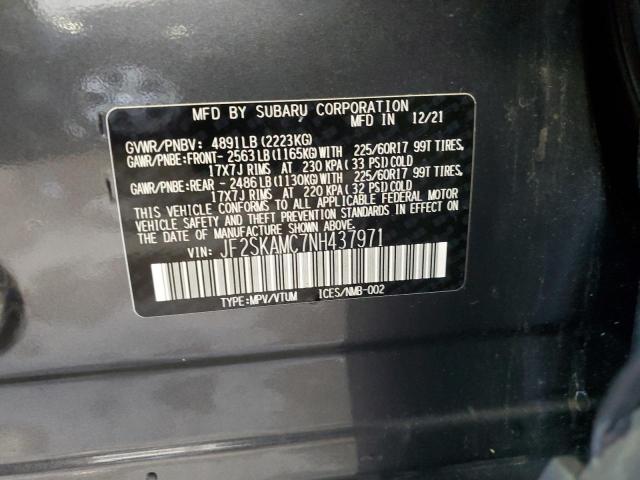 MFD BY SUBARU CORPORATION
MFD IN 12/21
GVWR/PNBV: 4891LB(2223KG)
GAWR/PNBE:FRONT- 2563LB(1165KG)WITH 225/60R17 99T TIRES,
17X7J RIMS AT 230 KPA(33 PSI)COLD
GAWR/PNBE:REAR - 2486LB(1130KG)WITH 225/60R17 99T TIRES,
17X7J RIMS AT 220 KPA(32 PSI)COLD
THIS VEHICLE CONFORMS TO ALL APPLICABLE FEDERAL MOTOR
VEHICLE SAFETY AND BUMPER STANDARDS IN EFFECT ON THE
DATE OF MANUFACTURE SHOWN ABOVE.
VIN: JF2SKAMC7NH437971
TYPE:MPV/VTUM ICES/NMB-002